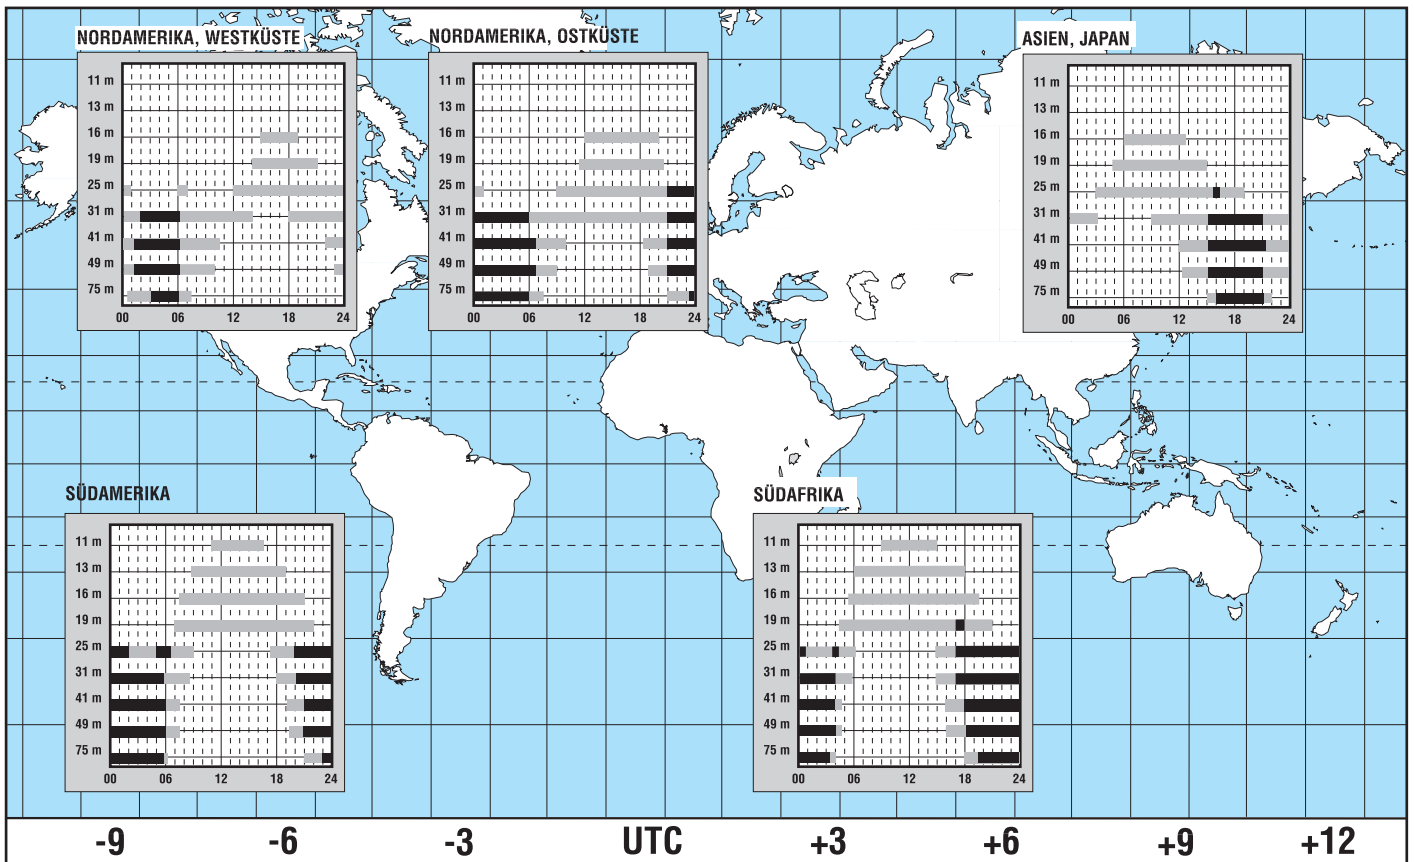 NORDAMERIKA, WESTKÜSTE
11 m
13 m
16 m
19 m
25 m
31 m
41 m
49 m
75 m
00 06 12 18 24
NORDAMERIKA, OSTKÜSTE
11 m
13 m
16 m
19 m
25 m
31 m
41 m
49 m
75 m
00 06 12 18 24
ASIEN, JAPAN
11 m
13 m
16 m
19 m
25 m
31 m
41 m
49 m
75 m
00 06 12 18 24
SÜDAMERIKA
11 m
13 m
16 m
19 m
25 m
31 m
41 m
49 m
75 m
00 06 12 18 24
SÜDAFRIKA
11 m
13 m
16 m
19 m
25 m
31 m
41 m
49 m
75 m
00 06 12 18 24
-9 -6 -3 UTC +3 +6 +9 +12